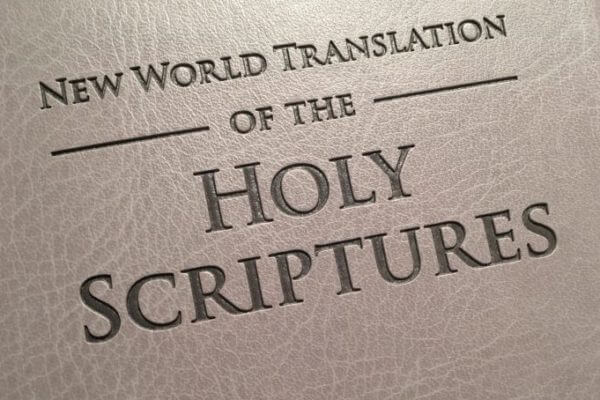 NEW WORLD TRANSLATION
OF THE
HOLY
SCRIPTURES